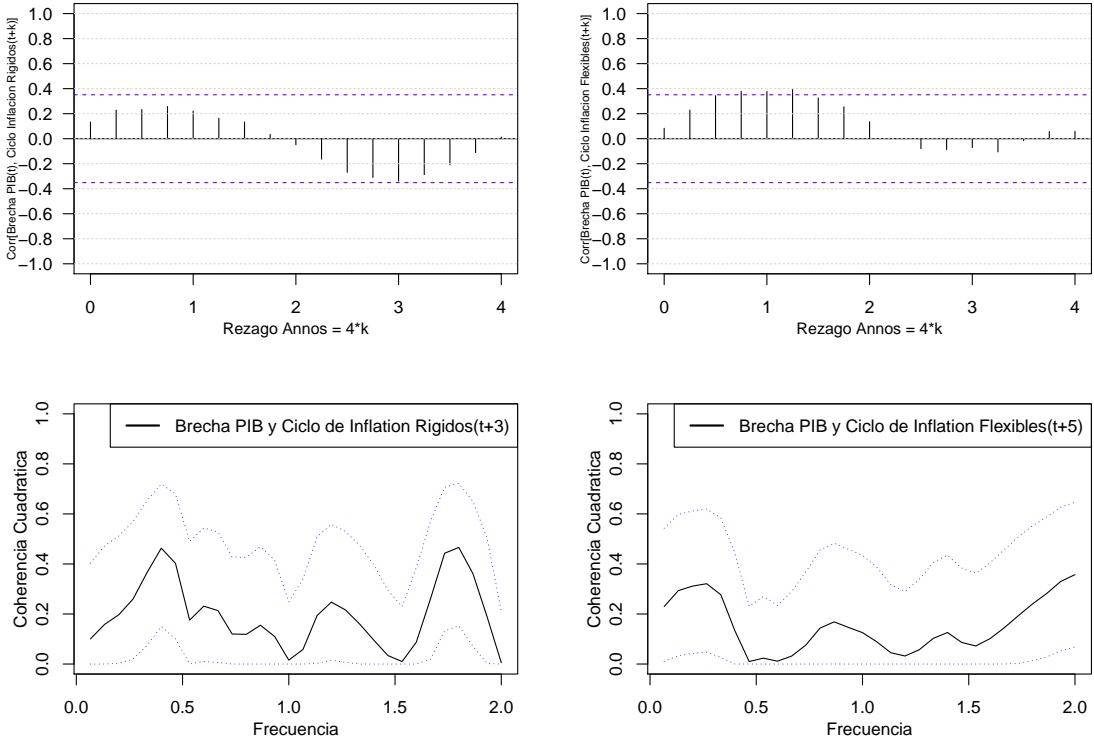 Corr[Brecha PIB(t), Ciclo Inflacion Rigidos(t+k)]
1.0
0.8
0.6
0.4
0.2
0.0
−0.2
−0.4
−0.6
−0.8
−1.0
0 1 2 3 4
Rezago Annos = 4*k
Corr[Brecha PIB(t), Ciclo Inflacion Flexibles(t+k)]
1.0
0.8
0.6
0.4
0.2
0.0
−0.2
−0.4
−0.6
−0.8
−1.0
0 1 2 3 4
Rezago Annos = 4*k
Brecha PIB y Ciclo de Inflation Rigidos(t+3)
Coherencia Cuadratica
1.0
0.8
0.6
0.4
0.2
0.0
0.0 0.5 1.0 1.5 2.0
Frecuencia
Brecha PIB y Ciclo de Inflation Flexibles(t+5)
Coherencia Cuadratica
1.0
0.8
0.6
0.4
0.2
0.0
0.0 0.5 1.0 1.5 2.0
Frecuencia